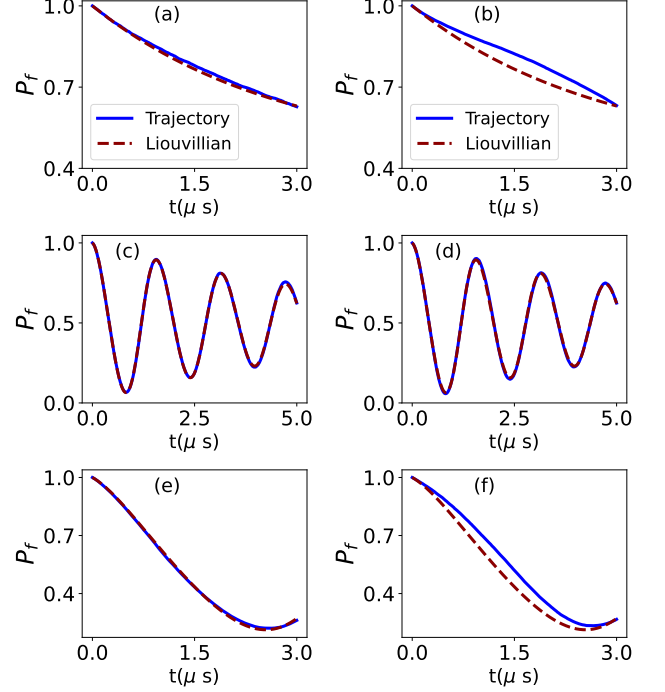 (a)
P_f
1.0
0.7
0.4
Trajectory
Liouvillian
0.0 1.5 3.0
t(μ s)
(b)
P_f
1.0
0.7
0.4
Trajectory
Liouvillian
0.0 1.5 3.0
t(μ s)
(c)
P_f
1.0
0.5
0.0
0.0 2.5 5.0
t(μ s)
(d)
P_f
1.0
0.5
0.0
0.0 2.5 5.0
t(μ s)
(e)
P_f
1.0
0.7
0.4
0.0 1.5 3.0
t(μ s)
(f)
P_f
1.0
0.7
0.4
0.0 1.5 3.0
t(μ s)